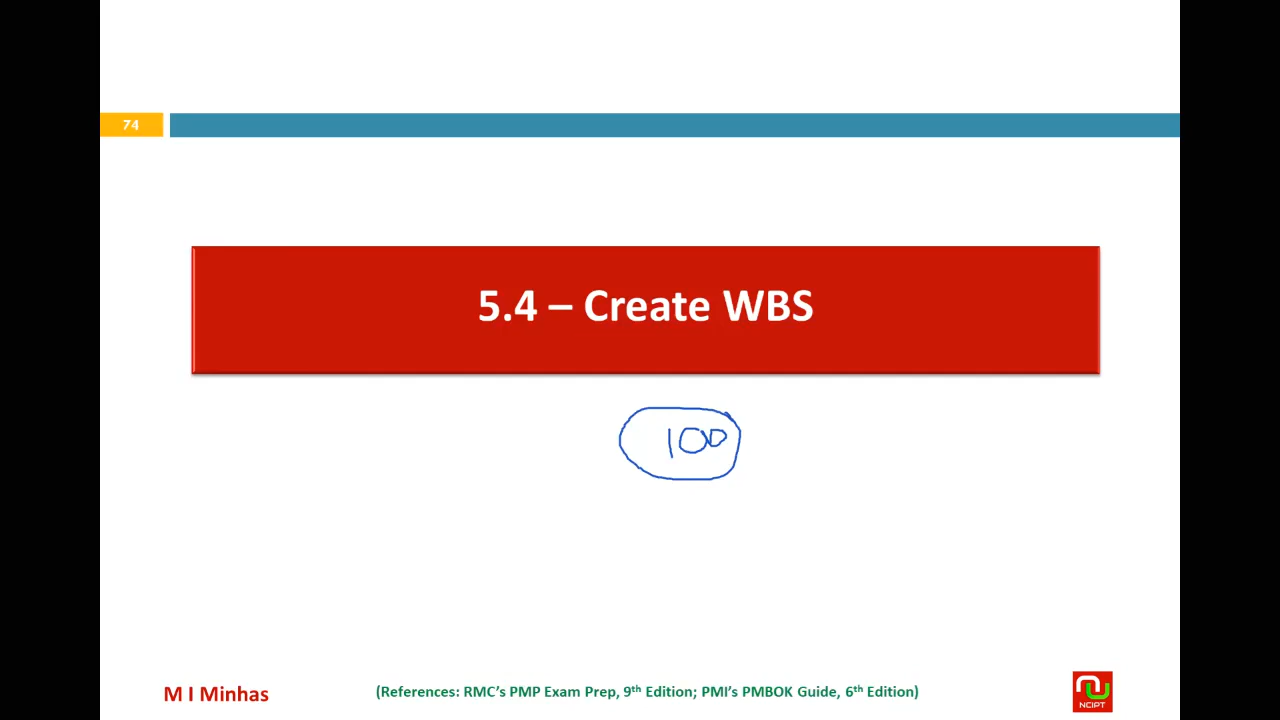 74
5.4 – Create WBS
100
M I Minhas
(References: RMC's PMP Exam Prep, 9th Edition; PMI's PMBOK Guide, 6th Edition)
NCIPT